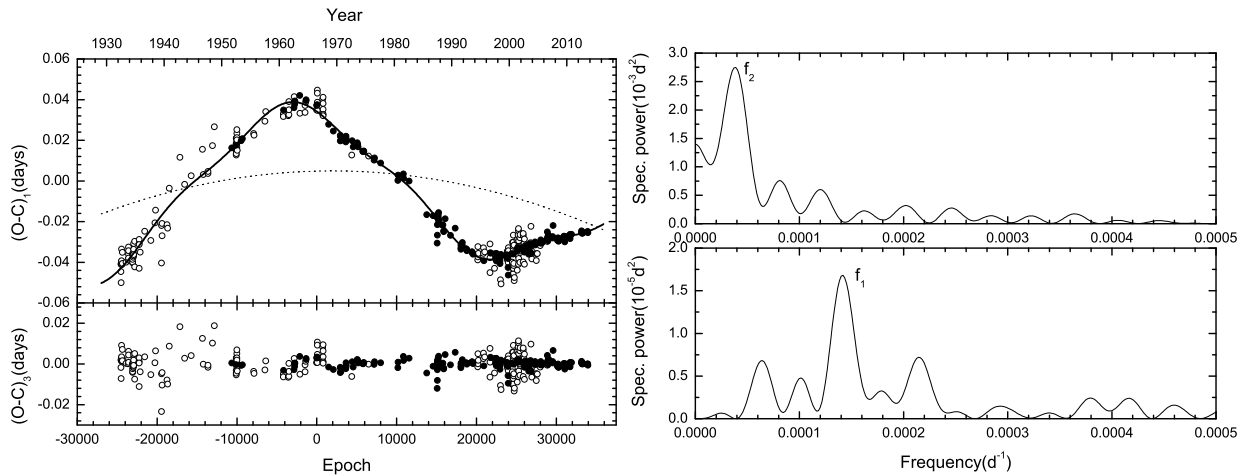 Year
1930 1940 1950 1960 1970 1980 1990 2000 2010
0.06
0.04
0.02
0.00
-0.02
-0.04
-0.06
(O-C)₁(days)
0.02
0.00
-0.02
(O-C)₃(days)
-30000 -20000 -10000 0 10000 20000 30000
Epoch
3.0
2.5
2.0
1.5
1.0
0.5
0.0
Spec. power(10⁻³d²)
f₂
0.0000 0.0001 0.0002 0.0003 0.0004 0.0005
2.0
1.5
1.0
0.5
0.0
Spec. power(10⁻⁵d²)
f₁
0.0000 0.0001 0.0002 0.0003 0.0004 0.0005
Frequency(d⁻¹)